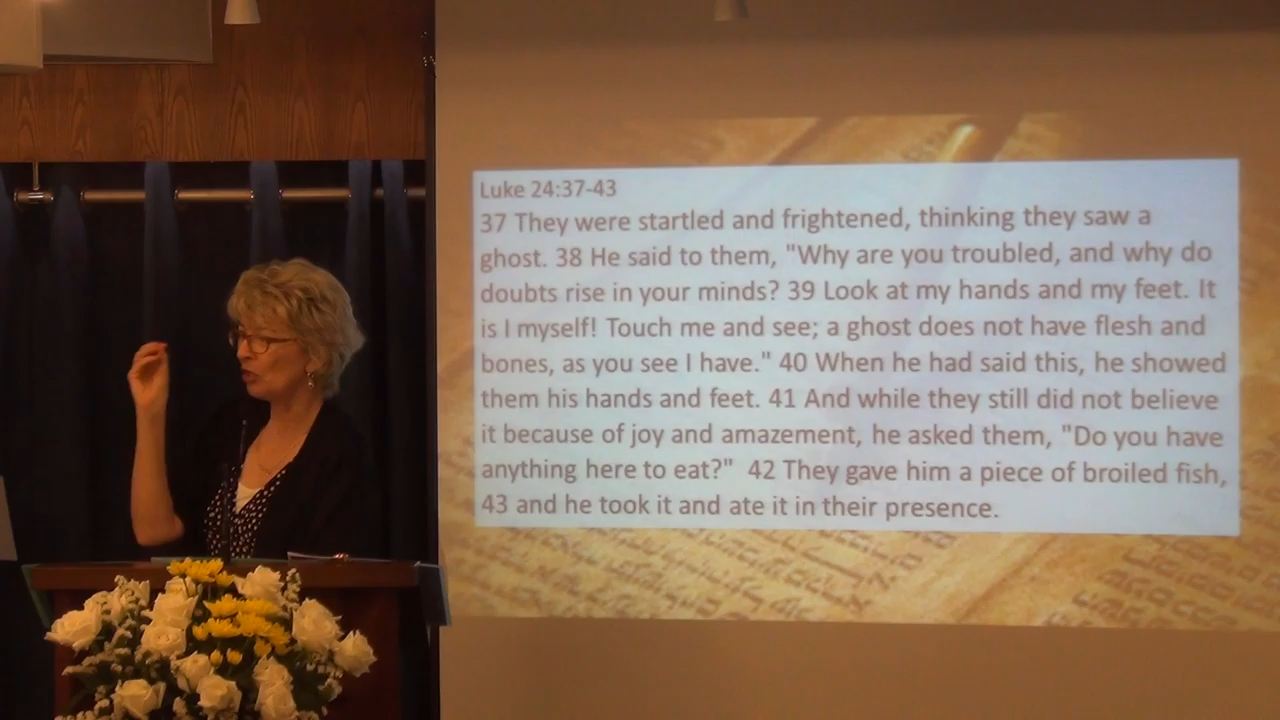 Luke 24:37-43
37 They were startled and frightened, thinking they saw a
ghost. 38 He said to them, "Why are you troubled, and why do
doubts rise in your minds? 39 Look at my hands and my feet. It
is I myself! Touch me and see; a ghost does not have flesh and
bones, as you see I have." 40 When he had said this, he showed
them his hands and feet. 41 And while they still did not believe
it because of joy and amazement, he asked them, "Do you have
anything here to eat?"  42 They gave him a piece of broiled fish,
43 and he took it and ate it in their presence.